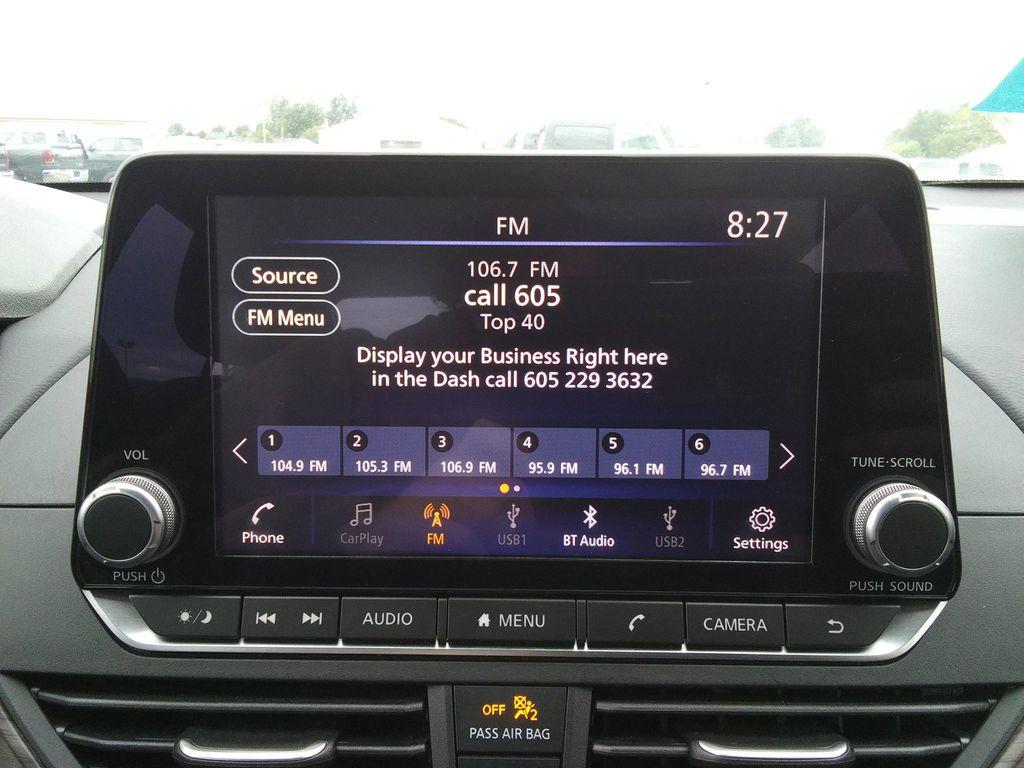 FM
8:27
Source
FM Menu
106.7 FM
call 605
Top 40
Display your Business Right here
in the Dash call 605 229 3632
1
104.9 FM
2
105.3 FM
3
106.9 FM
4
95.9 FM
5
96.1 FM
6
96.7 FM
VOL
TUNE·SCROLL
Phone
CarPlay
FM
USB1
BT Audio
USB2
Settings
PUSH
PUSH SOUND
AUDIO
MENU
CAMERA
OFF 2
PASS AIR BAG